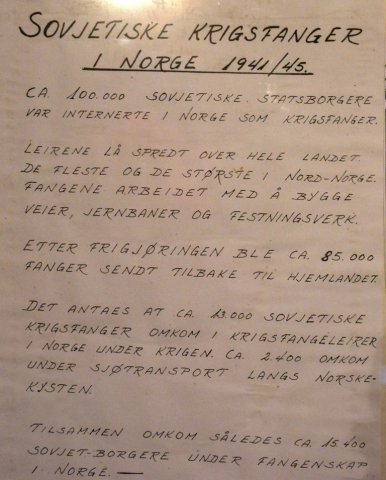 SOVJETISKE KRIGSFANGER
I NORGE 1941/45.
CA. 100.000 SOVJETISKE. STATSBORGERE
VAR INTERNERTE I NORGE SOM KRIGSFANGER.
LEIRENE LÅ SPREDT OVER HELE LANDET.
DE FLESTE OG DE STØRSTE I NORD-NORGE.
FANGENE ARBEIDET MED Å BYGGE
VEIER, JERNBANER OG FESTNINGSVERK.
ETTER FRIGJØRINGEN BLE CA. 85.000
FANGER SENDT TILBAKE TIL HJEMLANDET.
DET ANTAES AT CA. 13.000 SOVJETISKE
KRIGSFANGER OMKOM I KRIGSFANGELEIRER
I NORGE UNDER KRIGEN. CA. 2.400 OMKOM
UNDER SJØTRANSPORT LANGS NORSKE-
KYSTEN.
TILSAMMEN OMKOM SÅLEDES CA. 15.400
SOVJET-BORGERE UNDER FANGENSKAP
I NORGE. —